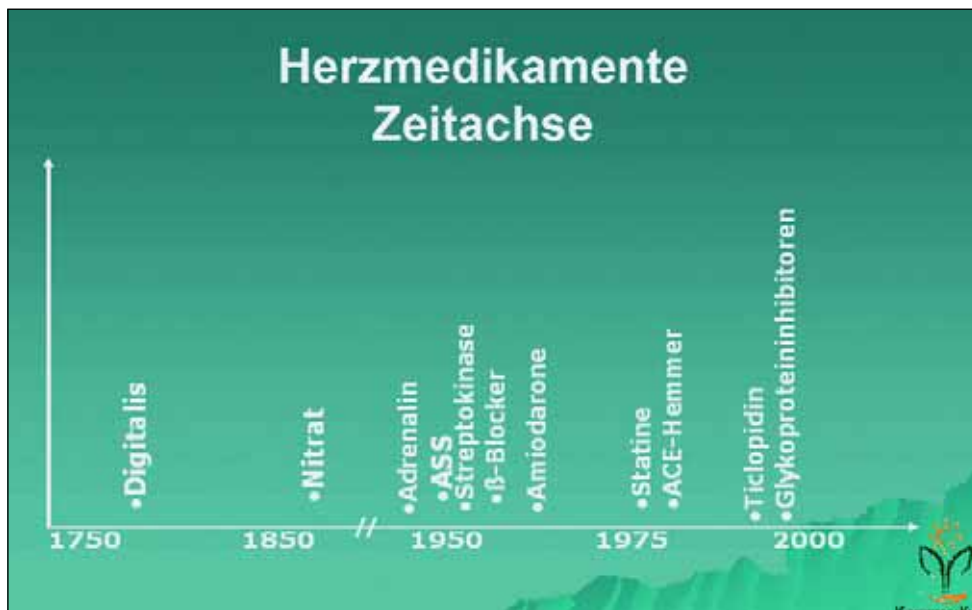 Herzmedikamente
Zeitachse
•Digitalis
•Nitrat
•Adrenalin
•ASS
•Streptokinase
•ß-Blocker
•Amiodarone
•Statine
•ACE-Hemmer
•Ticlopidin
•Glykoproteininhibitoren
1750 1850 // 1950 1975 2000